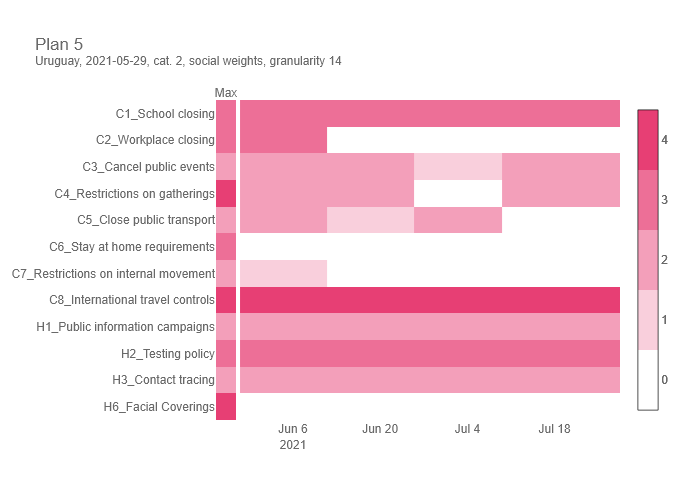 Plan 5
Uruguay, 2021-05-29, cat. 2, social weights, granularity 14
Max
C1_School closing
C2_Workplace closing
C3_Cancel public events
C4_Restrictions on gatherings
C5_Close public transport
C6_Stay at home requirements
C7_Restrictions on internal movement
C8_International travel controls
H1_Public information campaigns
H2_Testing policy
H3_Contact tracing
H6_Facial Coverings
Jun 6
2021
Jun 20
Jul 4
Jul 18
4
3
2
1
0